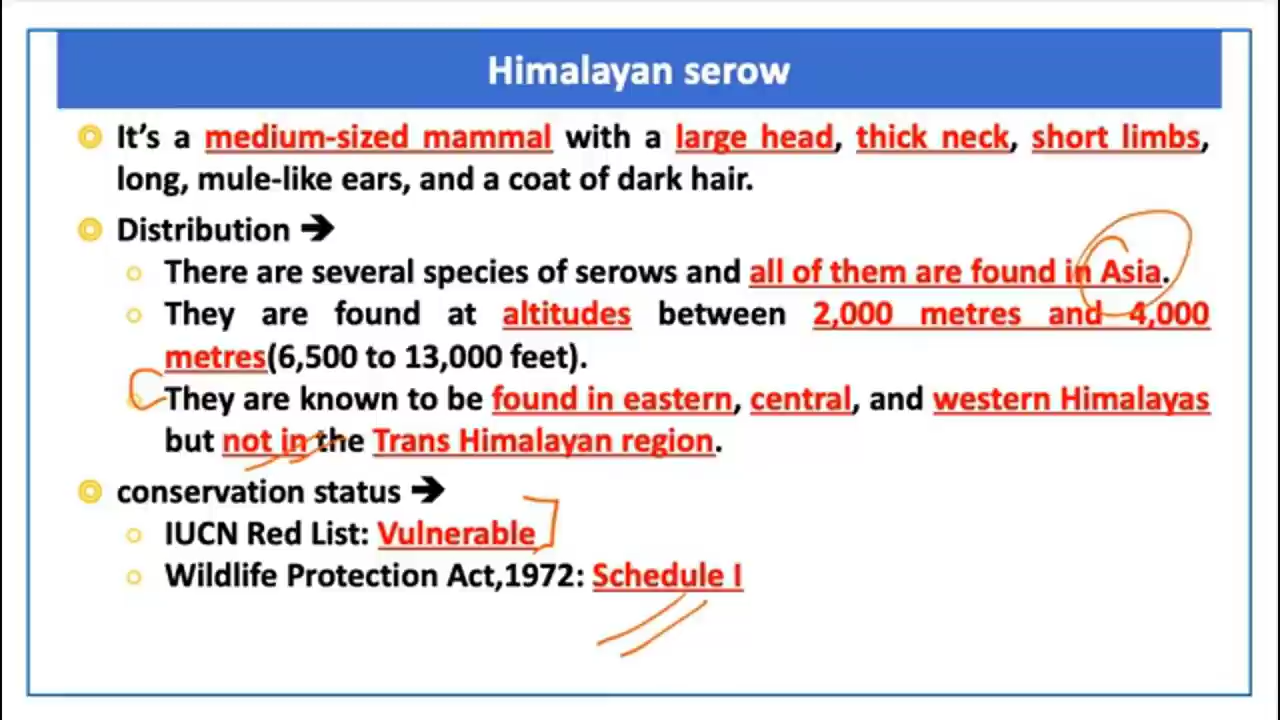 Himalayan serow
It's a medium-sized mammal with a large head, thick neck, short limbs,
long, mule-like ears, and a coat of dark hair.
Distribution ➔
There are several species of serows and all of them are found in Asia.
They are found at altitudes between 2,000 metres and 4,000
metres(6,500 to 13,000 feet).
They are known to be found in eastern, central, and western Himalayas
but not in the Trans Himalayan region.
conservation status ➔
IUCN Red List: Vulnerable
Wildlife Protection Act,1972: Schedule I